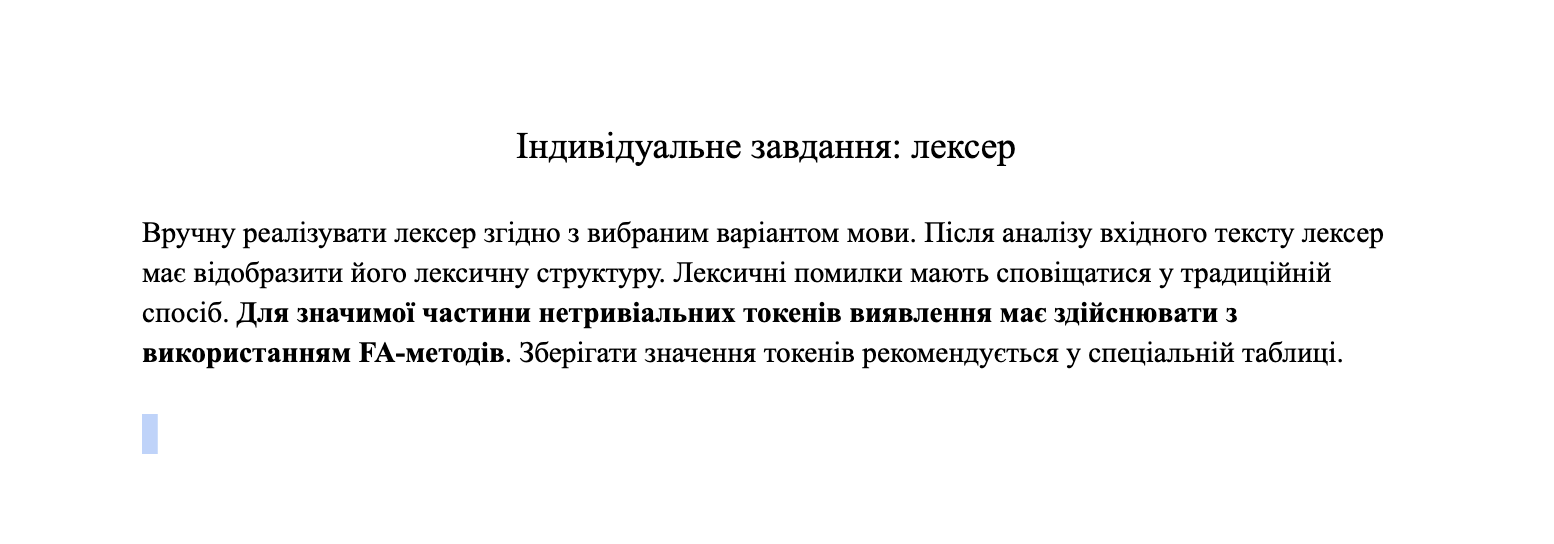 Індивідуальне завдання: лексер
Вручну реалізувати лексер згідно з вибраним варіантом мови. Після аналізу вхідного тексту лексер
має відобразити його лексичну структуру. Лексичні помилки мають сповіщатися у традиційний
спосіб. Для значимої частини нетривіальних токенів виявлення має здійснювати з
використанням FA-методів. Зберігати значення токенів рекомендується у спеціальній таблиці.